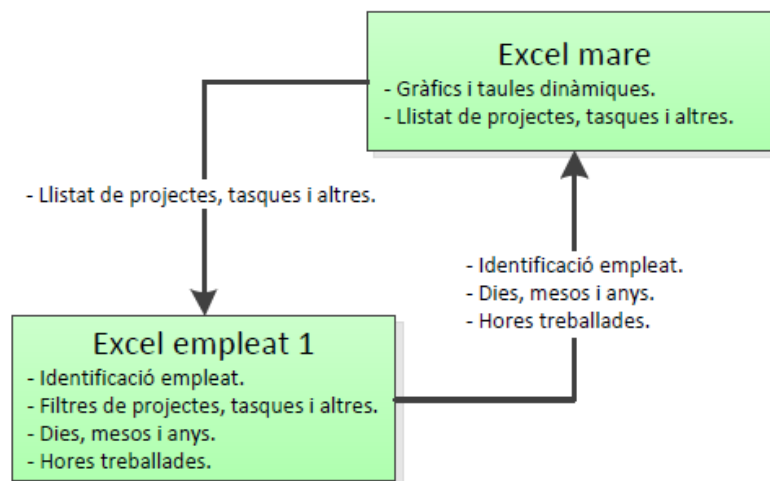 Excel mare
- Gràfics i taules dinàmiques.
- Llistat de projectes, tasques i altres.
- Llistat de projectes, tasques i altres.
- Identificació empleat.
- Dies, mesos i anys.
- Hores treballades.
Excel empleat 1
- Identificació empleat.
- Filtres de projectes, tasques i altres.
- Dies, mesos i anys.
- Hores treballades.